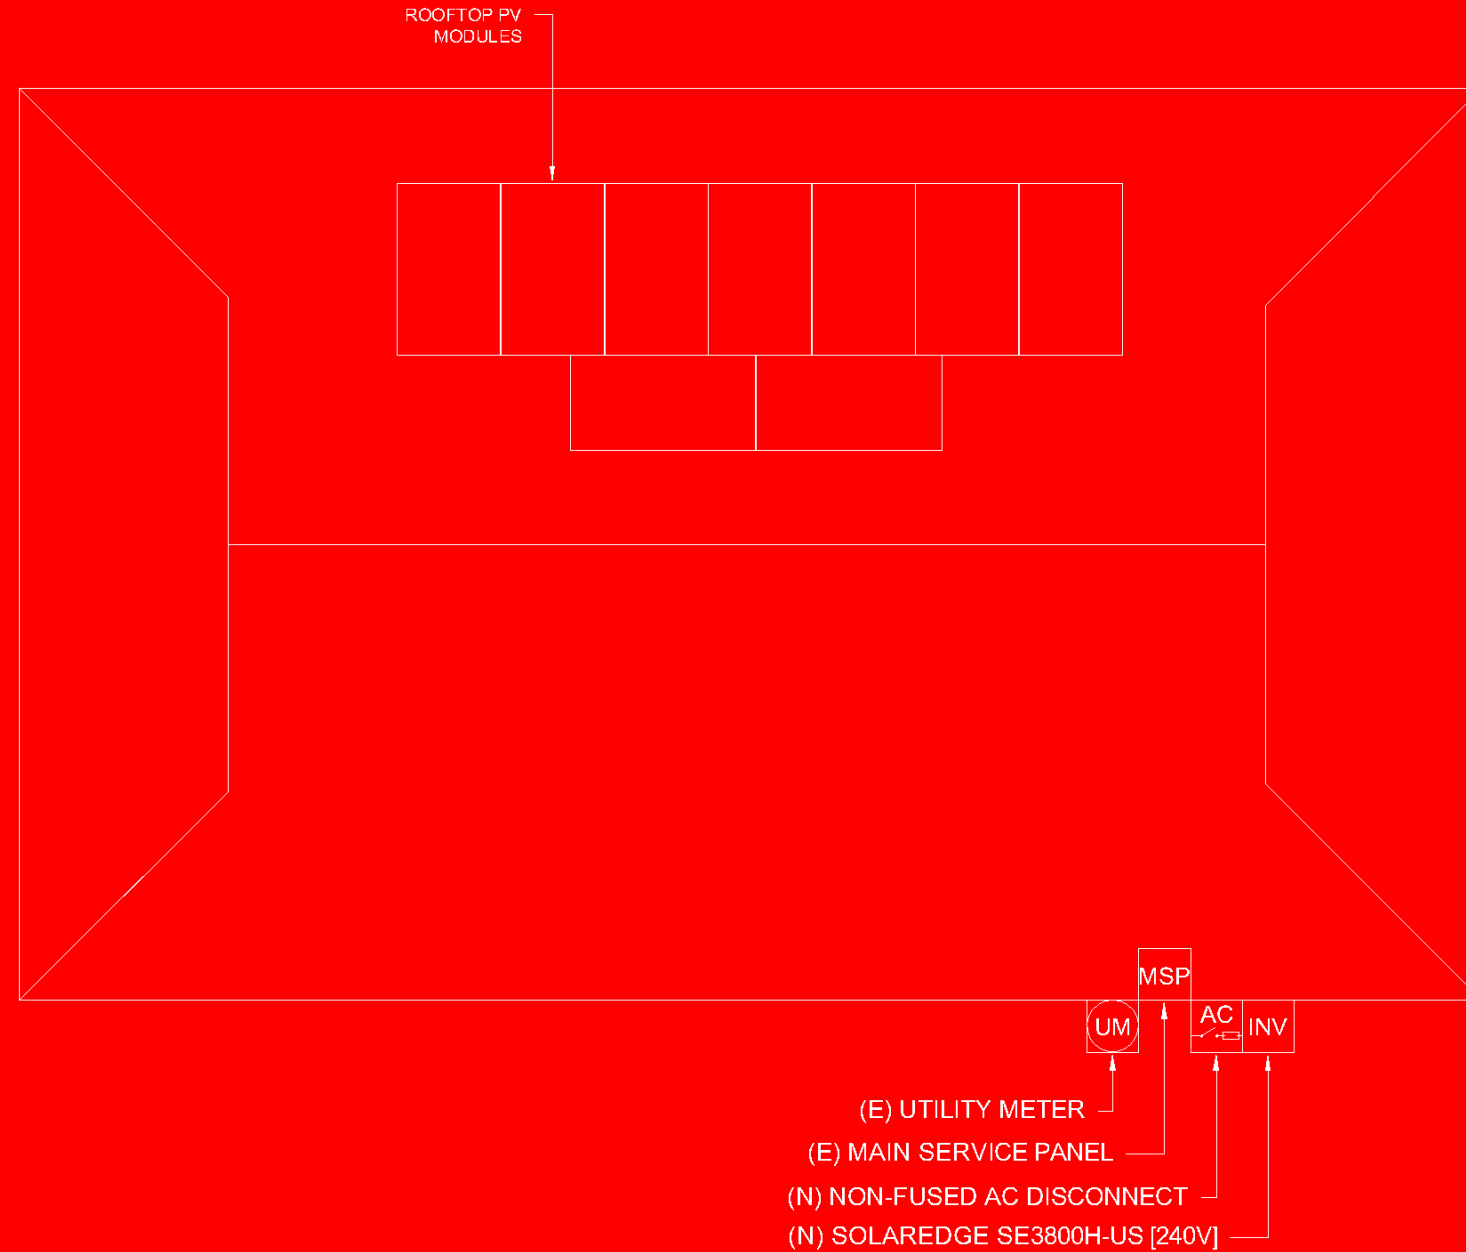 ROOFTOP PV
MODULES
MSP
UM
AC
INV
(E) UTILITY METER
(E) MAIN SERVICE PANEL
(N) NON-FUSED AC DISCONNECT
(N) SOLAREDGE SE3800H-US [240V]